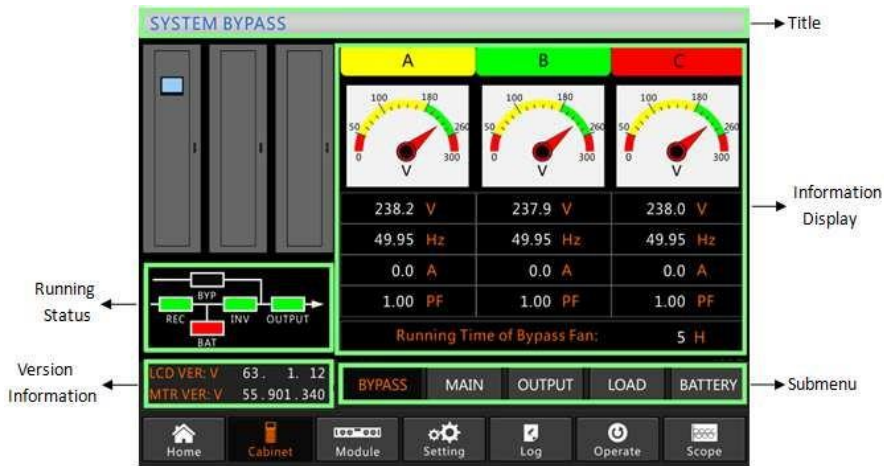 SYSTEM BYPASS
Title
A B C
100 180 100 180 100 180
50 260 50 260 50 260
0 300 0 300 0 300
V V V
238.2 V 237.9 V 238.0 V
49.95 Hz 49.95 Hz 49.95 Hz
0.0 A 0.0 A 0.0 A
1.00 PF 1.00 PF 1.00 PF
Running Time of Bypass Fan: 5 H
Information
Display
Running
Status
BYP
REC INV OUTPUT
BAT
Version
Information
LCD VER: V 63. 1. 12
MTR VER: V 55.901.340
BYPASS MAIN OUTPUT LOAD BATTERY
Submenu
Home Cabinet Module Setting Log Operate Scope